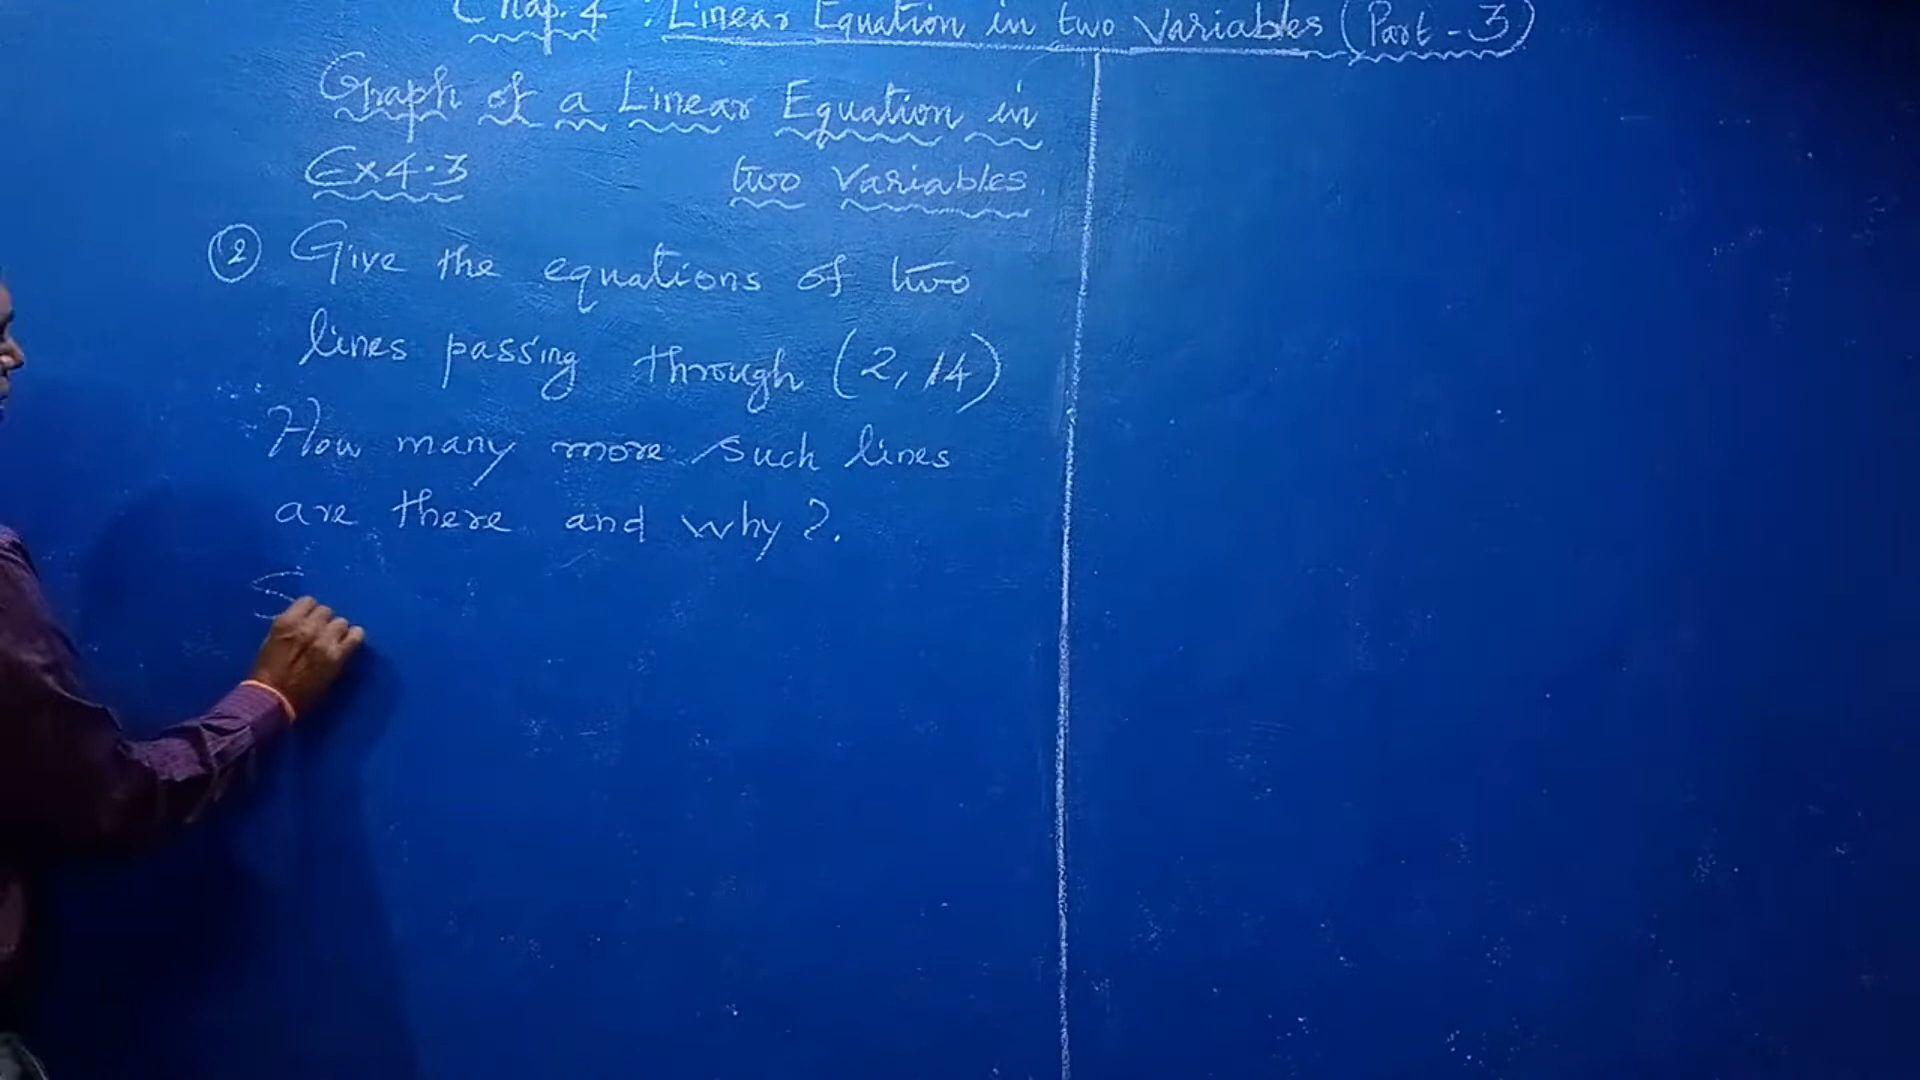 Chap. 4 : Linear Equation in two Variables (Part - 3)
Graph of a Linear Equation in
Ex 4.3 two Variables.
② Give the equations of two
lines passing through (2, 14)
How many more such lines
are there and why?.
S